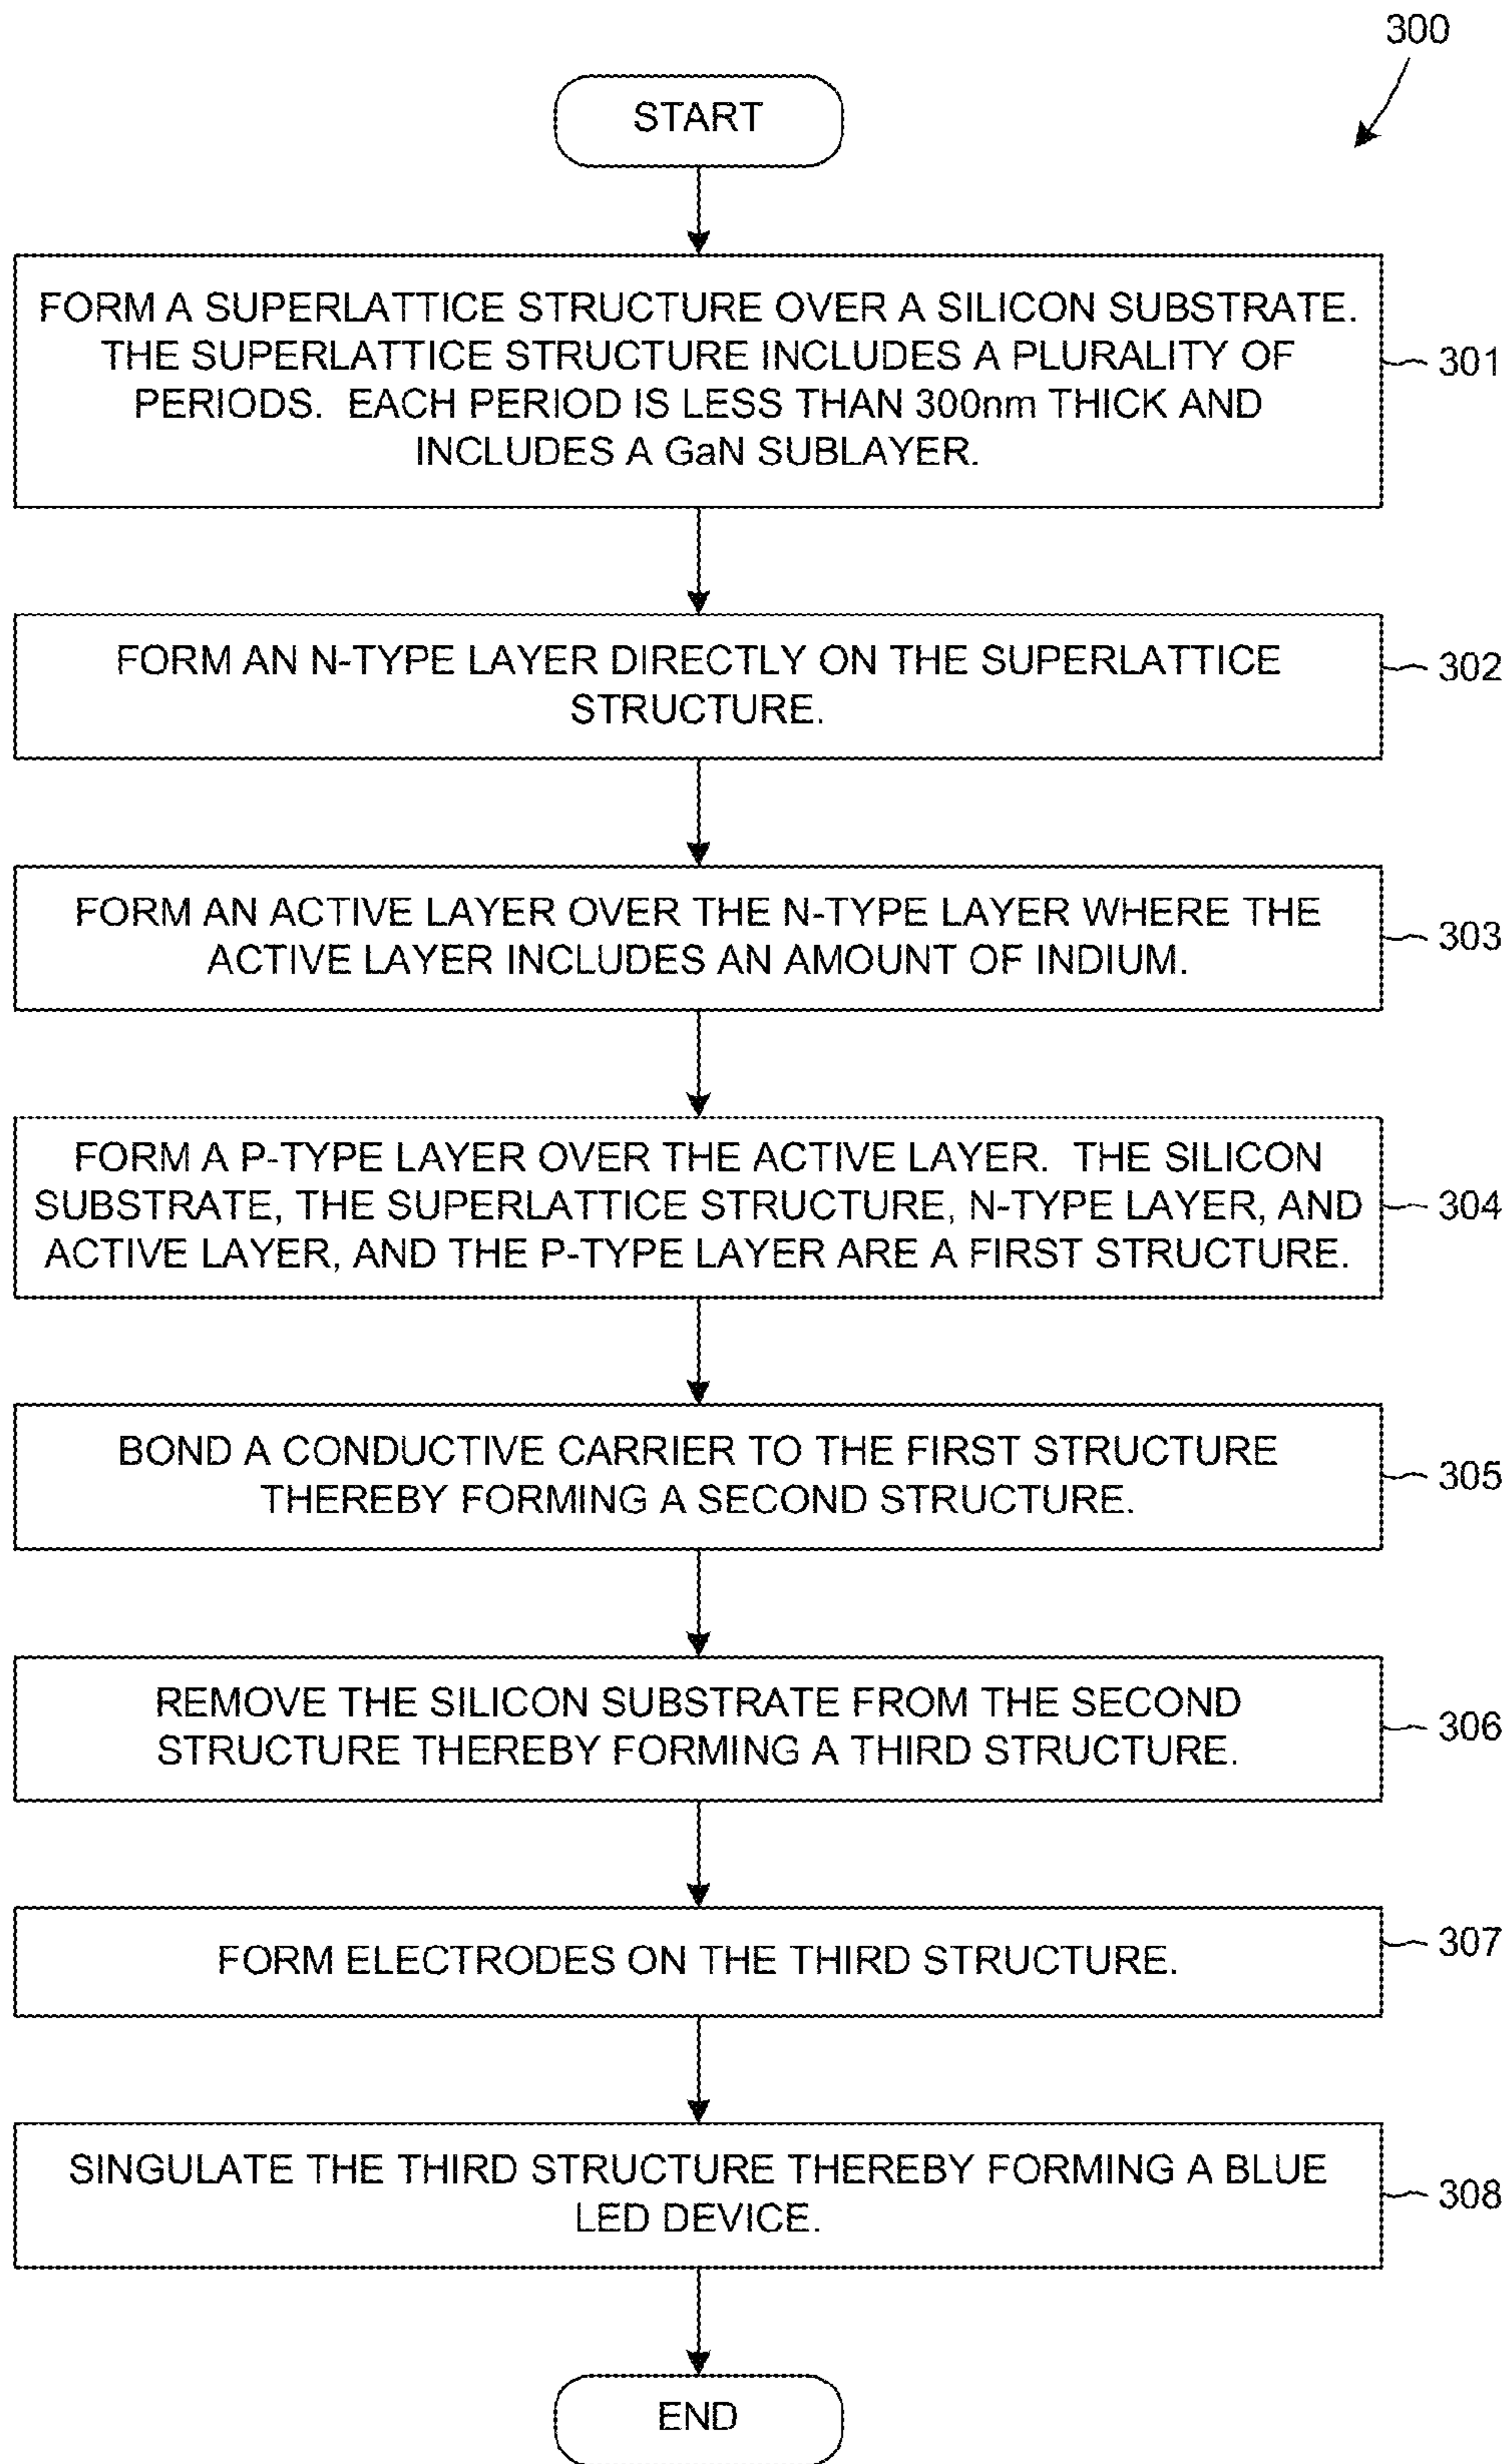 300
START
FORM A SUPERLATTICE STRUCTURE OVER A SILICON SUBSTRATE.
THE SUPERLATTICE STRUCTURE INCLUDES A PLURALITY OF
PERIODS. EACH PERIOD IS LESS THAN 300nm THICK AND
INCLUDES A GaN SUBLAYER.
301
FORM AN N-TYPE LAYER DIRECTLY ON THE SUPERLATTICE
STRUCTURE.
302
FORM AN ACTIVE LAYER OVER THE N-TYPE LAYER WHERE THE
ACTIVE LAYER INCLUDES AN AMOUNT OF INDIUM.
303
FORM A P-TYPE LAYER OVER THE ACTIVE LAYER. THE SILICON
SUBSTRATE, THE SUPERLATTICE STRUCTURE, N-TYPE LAYER, AND
ACTIVE LAYER, AND THE P-TYPE LAYER ARE A FIRST STRUCTURE.
304
BOND A CONDUCTIVE CARRIER TO THE FIRST STRUCTURE
THEREBY FORMING A SECOND STRUCTURE.
305
REMOVE THE SILICON SUBSTRATE FROM THE SECOND
STRUCTURE THEREBY FORMING A THIRD STRUCTURE.
306
FORM ELECTRODES ON THE THIRD STRUCTURE.
307
SINGULATE THE THIRD STRUCTURE THEREBY FORMING A BLUE
LED DEVICE.
308
END